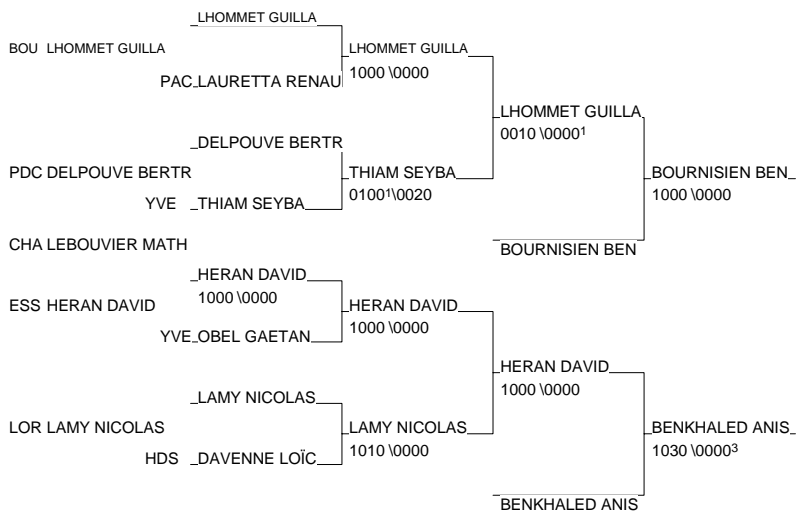 LHOMMET GUILLA
BOU LHOMMET GUILLA
LHOMMET GUILLA
PAC LAURETTA RENAU
1000 \0000
LHOMMET GUILLA
0010 \0000¹
DELPOUVE BERTR
PDC DELPOUVE BERTR
THIAM SEYBA
0100¹\0020
BOURNISIEN BEN
1000 \0000
YVE THIAM SEYBA
CHA LEBOUVIER MATH
BOURNISIEN BEN
HERAN DAVID
1000 \0000
ESS HERAN DAVID
HERAN DAVID
1000 \0000
YVE OBEL GAETAN
HERAN DAVID
1000 \0000
LAMY NICOLAS
LOR LAMY NICOLAS
LAMY NICOLAS
1010 \0000
BENKHALED ANIS
1030 \0000³
HDS DAVENNE LOÏC
BENKHALED ANIS